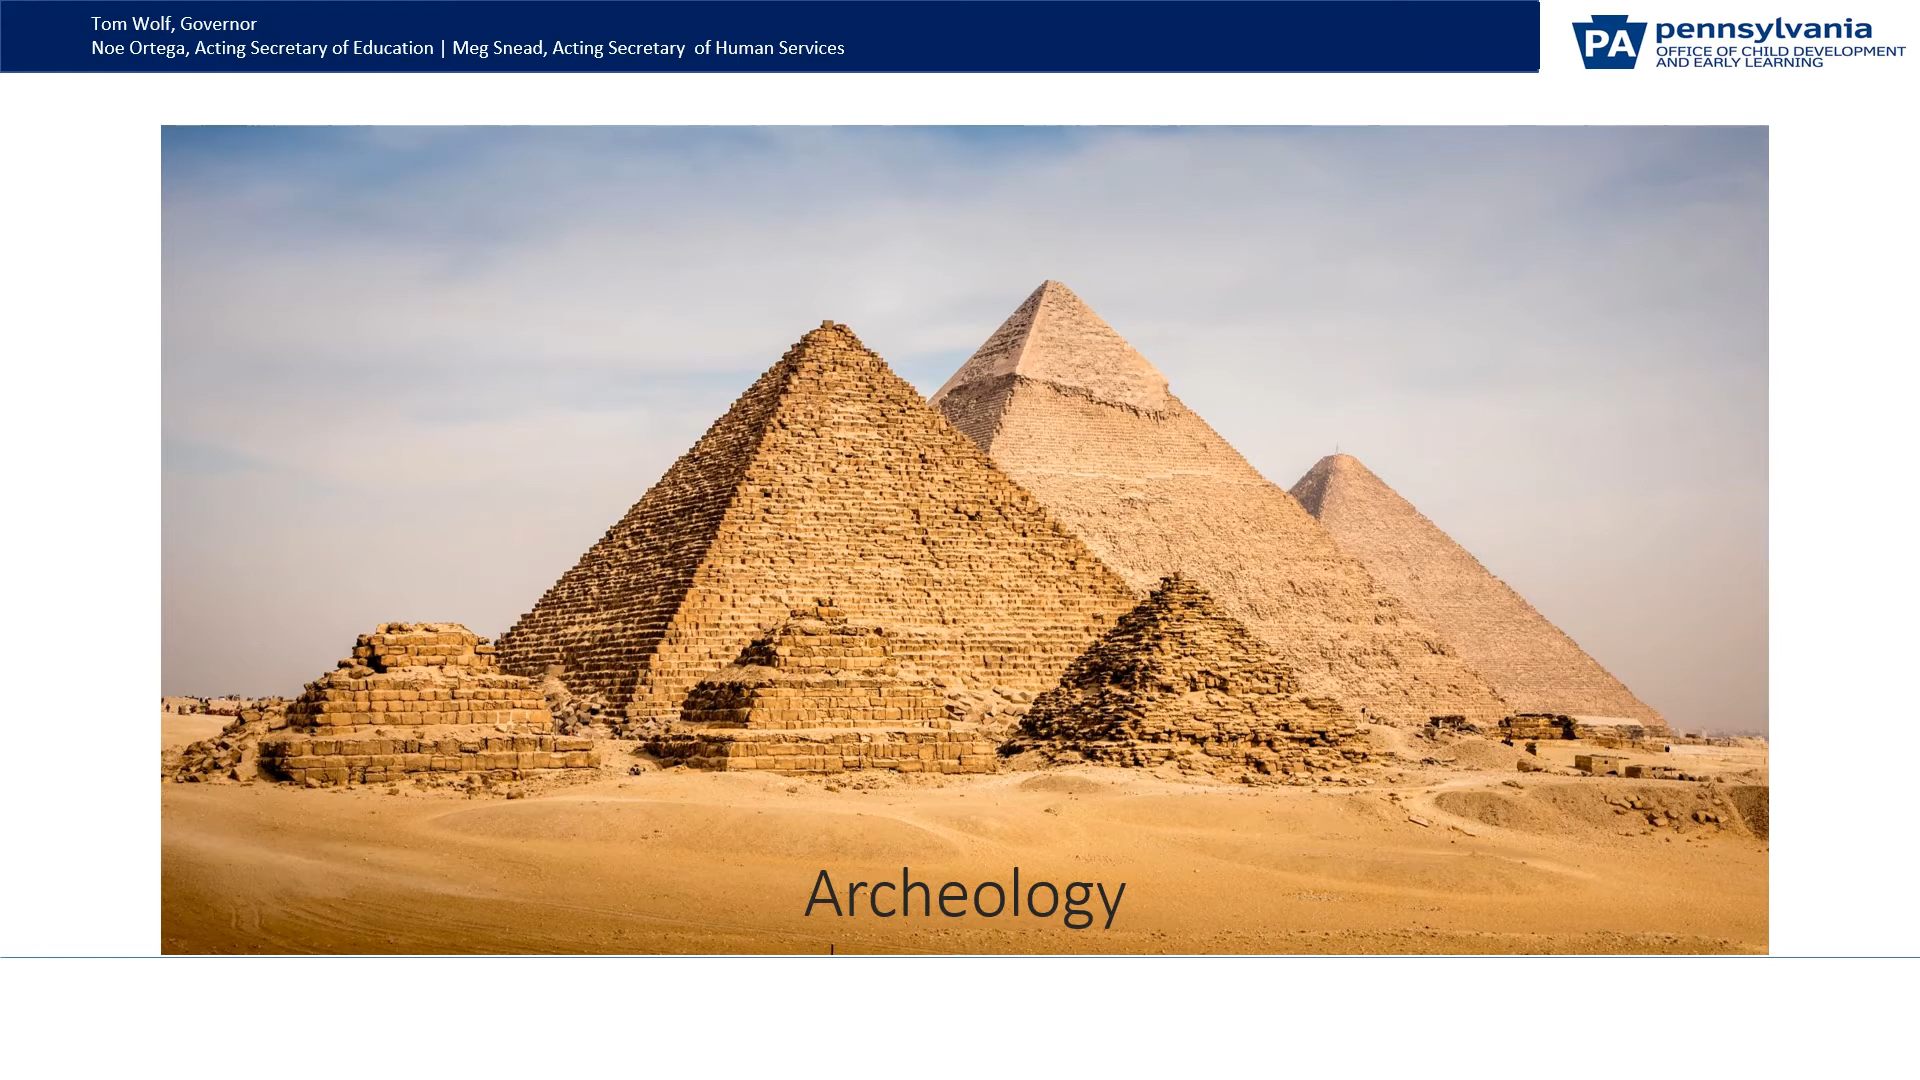 Tom Wolf, Governor
Noe Ortega, Acting Secretary of Education | Meg Snead, Acting Secretary of Human Services
PA pennsylvania
OFFICE OF CHILD DEVELOPMENT
AND EARLY LEARNING
Archeology